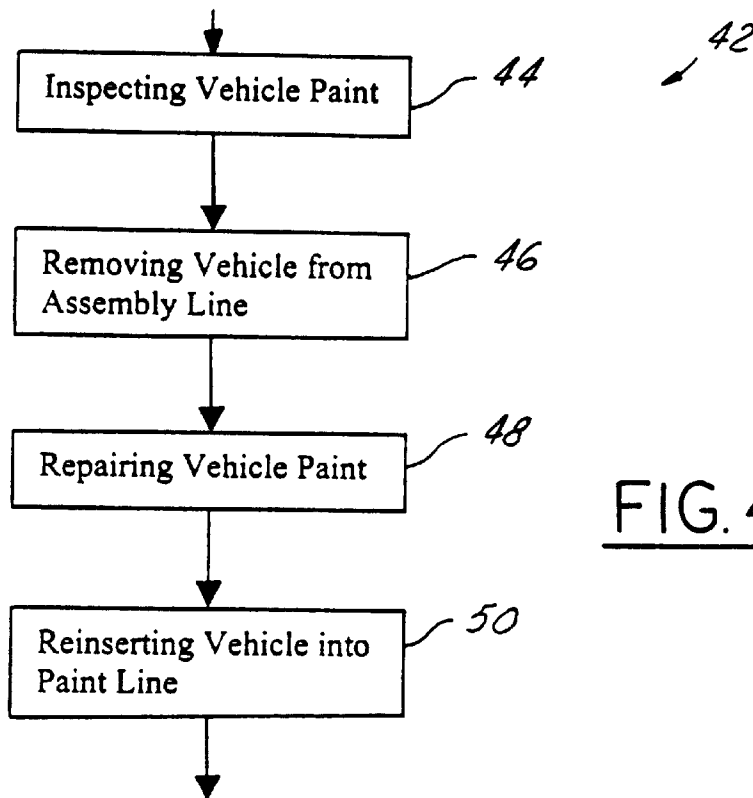 42
Inspecting Vehicle Paint
44
Removing Vehicle from
Assembly Line
46
Repairing Vehicle Paint
48
FIG. 4
Reinserting Vehicle into
Paint Line
50